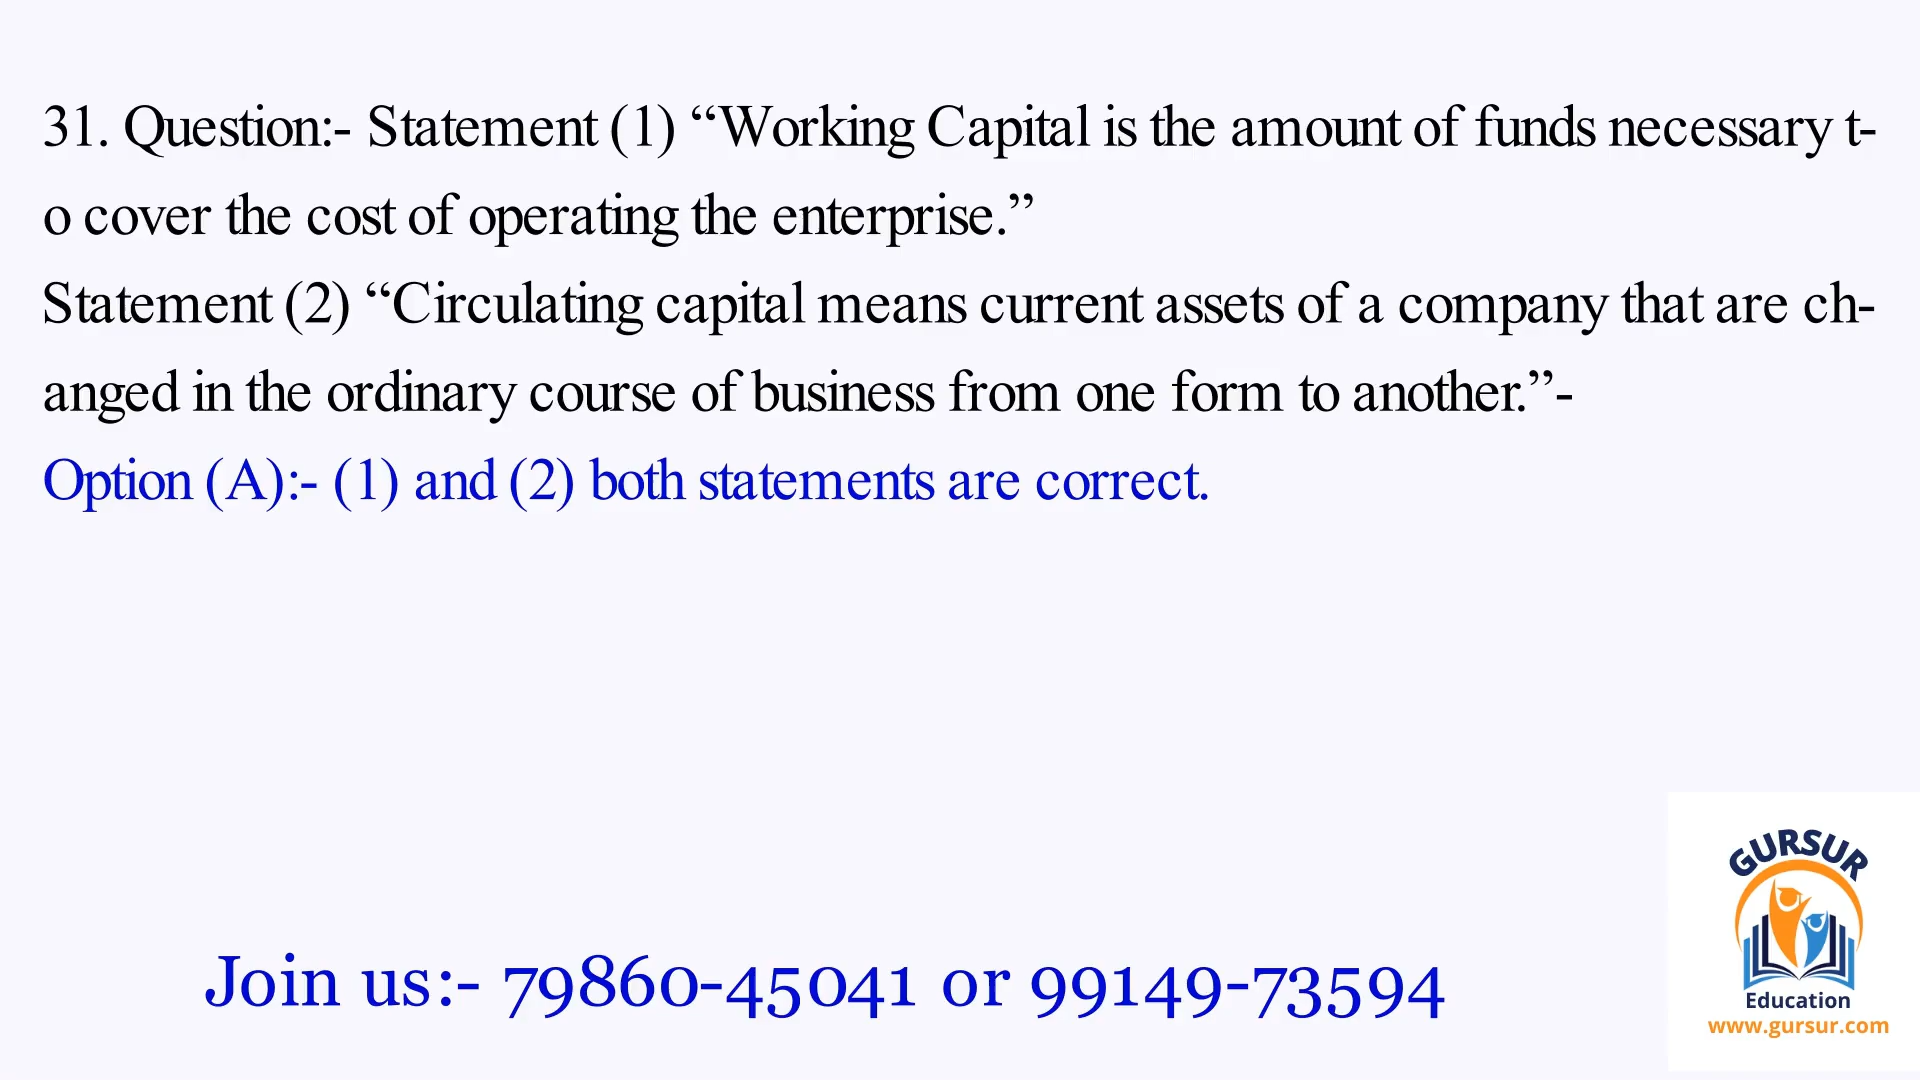 31. Question:- Statement (1) “Working Capital is the amount of funds necessary t-
o cover the cost of operating the enterprise.”
Statement (2) “Circulating capital means current assets of a company that are ch-
anged in the ordinary course of business from one form to another.”-
Option (A):- (1) and (2) both statements are correct.
Join us:- 79860-45041 or 99149-73594
GURSUR
Education
www.gursur.com